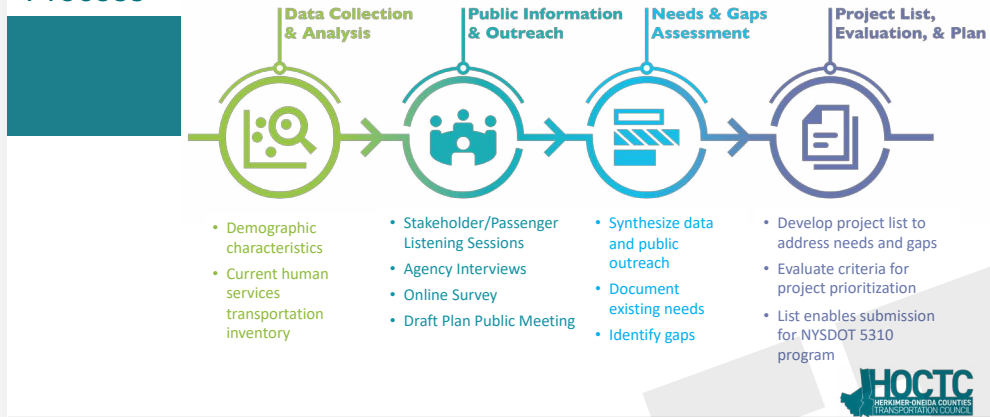 Data Collection
& Analysis
Public Information
& Outreach
Needs & Gaps
Assessment
Project List,
Evaluation, & Plan
• Demographic
characteristics
• Current human
services
transportation
inventory
• Stakeholder/Passenger
Listening Sessions
• Agency Interviews
• Online Survey
• Draft Plan Public Meeting
• Synthesize data
and public
outreach
• Document
existing needs
• Identify gaps
• Develop project list to
address needs and gaps
• Evaluate criteria for
project prioritization
• List enables submission
for NYSDOT 5310
program
HOCTC
HERKIMER-ONEIDA COUNTIES
TRANSPORTATION COUNCIL